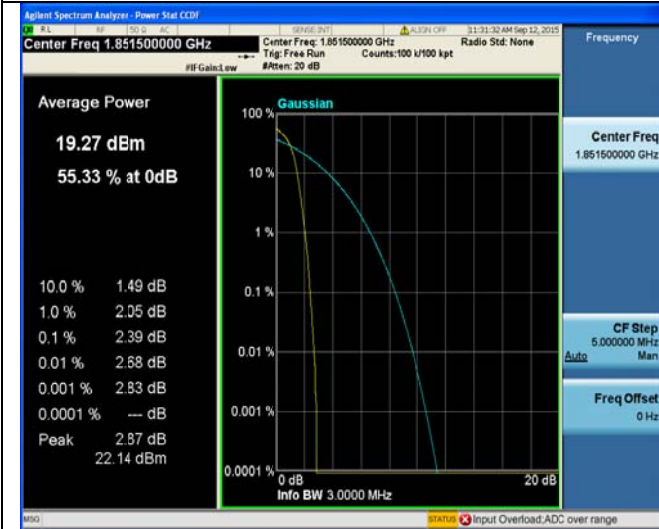 Agilent Spectrum Analyzer - Power Stat CCDF
RL RF 50 Ω AC SENSE:INT ALIGN OFF 11:31:32 AM Sep 12, 2015
Center Freq 1.851500000 GHz
Center Freq: 1.851500000 GHz Radio Std: None
Trig: Free Run Counts:100 k/100 kpt
#IFGain:Low #Atten: 20 dB
Frequency
Average Power
19.27 dBm
55.33 % at 0dB
10.0 % 1.49 dB
1.0 % 2.05 dB
0.1 % 2.39 dB
0.01 % 2.68 dB
0.001 % 2.83 dB
0.0001 % --- dB
Peak 2.87 dB
22.14 dBm
Gaussian
100 %
10 %
1 %
0.1 %
0.01 %
0.001 %
0.0001 %
0 dB 20 dB
Info BW 3.0000 MHz
Center Freq
1.851500000 GHz
CF Step
5.000000 MHz
Auto Man
Freq Offset
0 Hz
MSG STATUS Input Overload;ADC over range